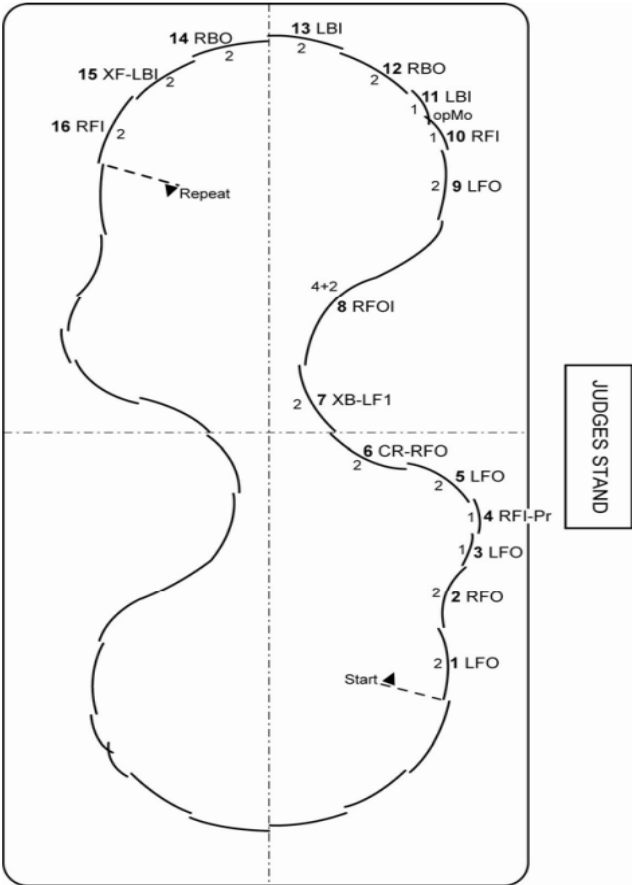 13 LBI
14 RBO
2
2
15 XF-LBI
2
12 RBO
2
11 LBI
1
opMo
16 RFI
2
1
10 RFI
2
9 LFO
Repeat
4+2
8 RFOI
2
7 XB-LF1
6 CR-RFO
2
5 LFO
2
1
4 RFI-Pr
1
3 LFO
2
2 RFO
2
1 LFO
Start
JUDGES STAND